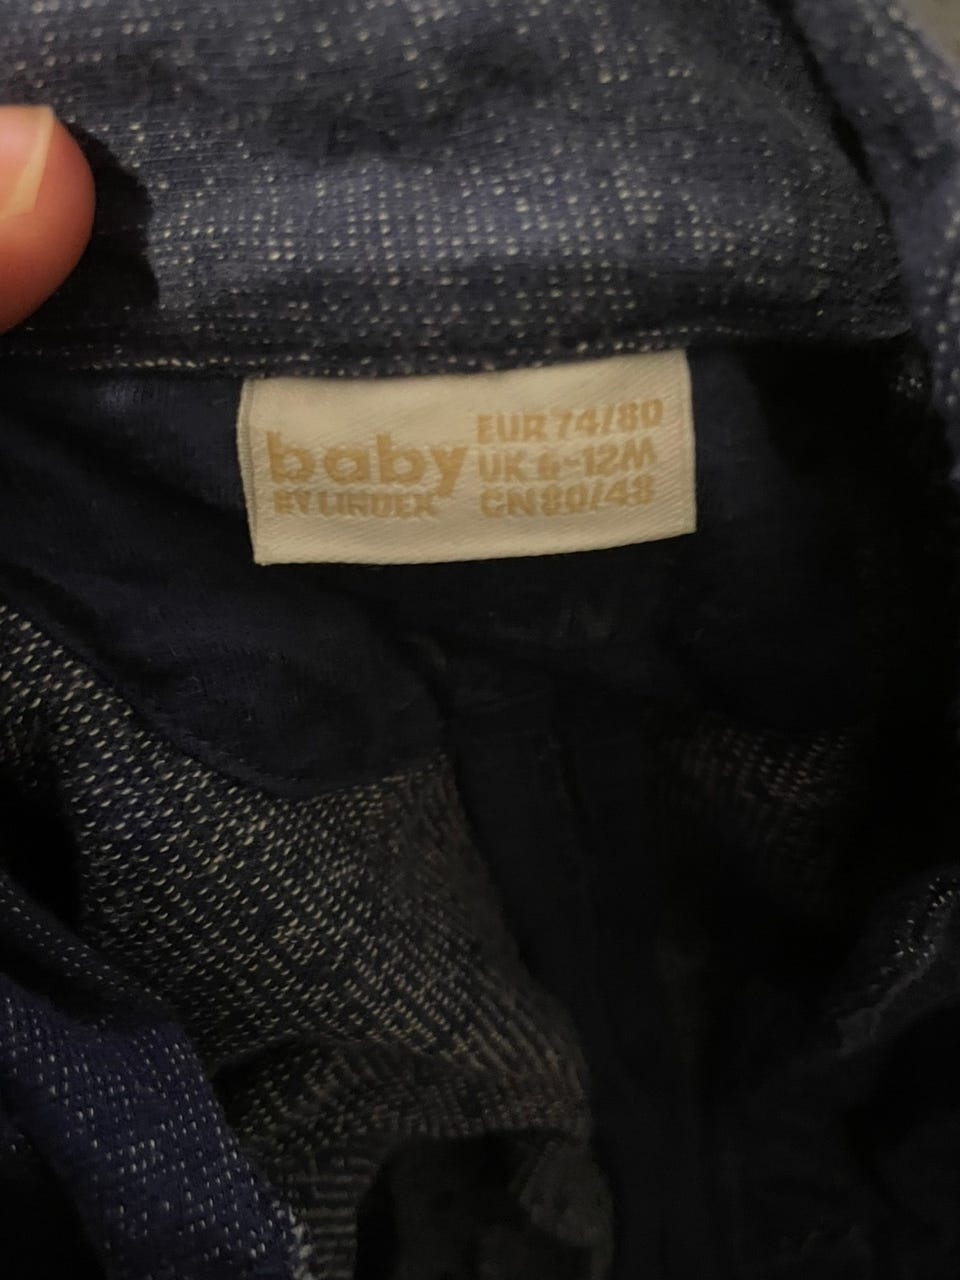 baby
BY LINDEX
EUR 74/80
UK 6-12M
CN 80/48